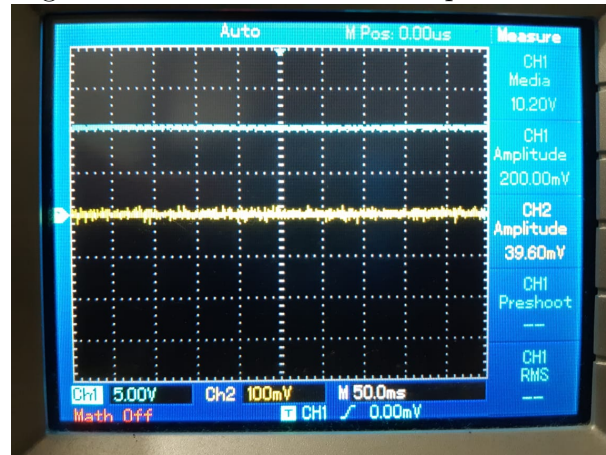 Auto M Pos: 0.00us Measure
CH1
Media
10.20V
CH1
Amplitude
200.00mV
CH2
Amplitude
39.60mV
CH1
Preshoot
--
CH1
RMS
--
Ch1 5.00V Ch2 100mV M 50.0ms
Math Off T CH1 0.00mV